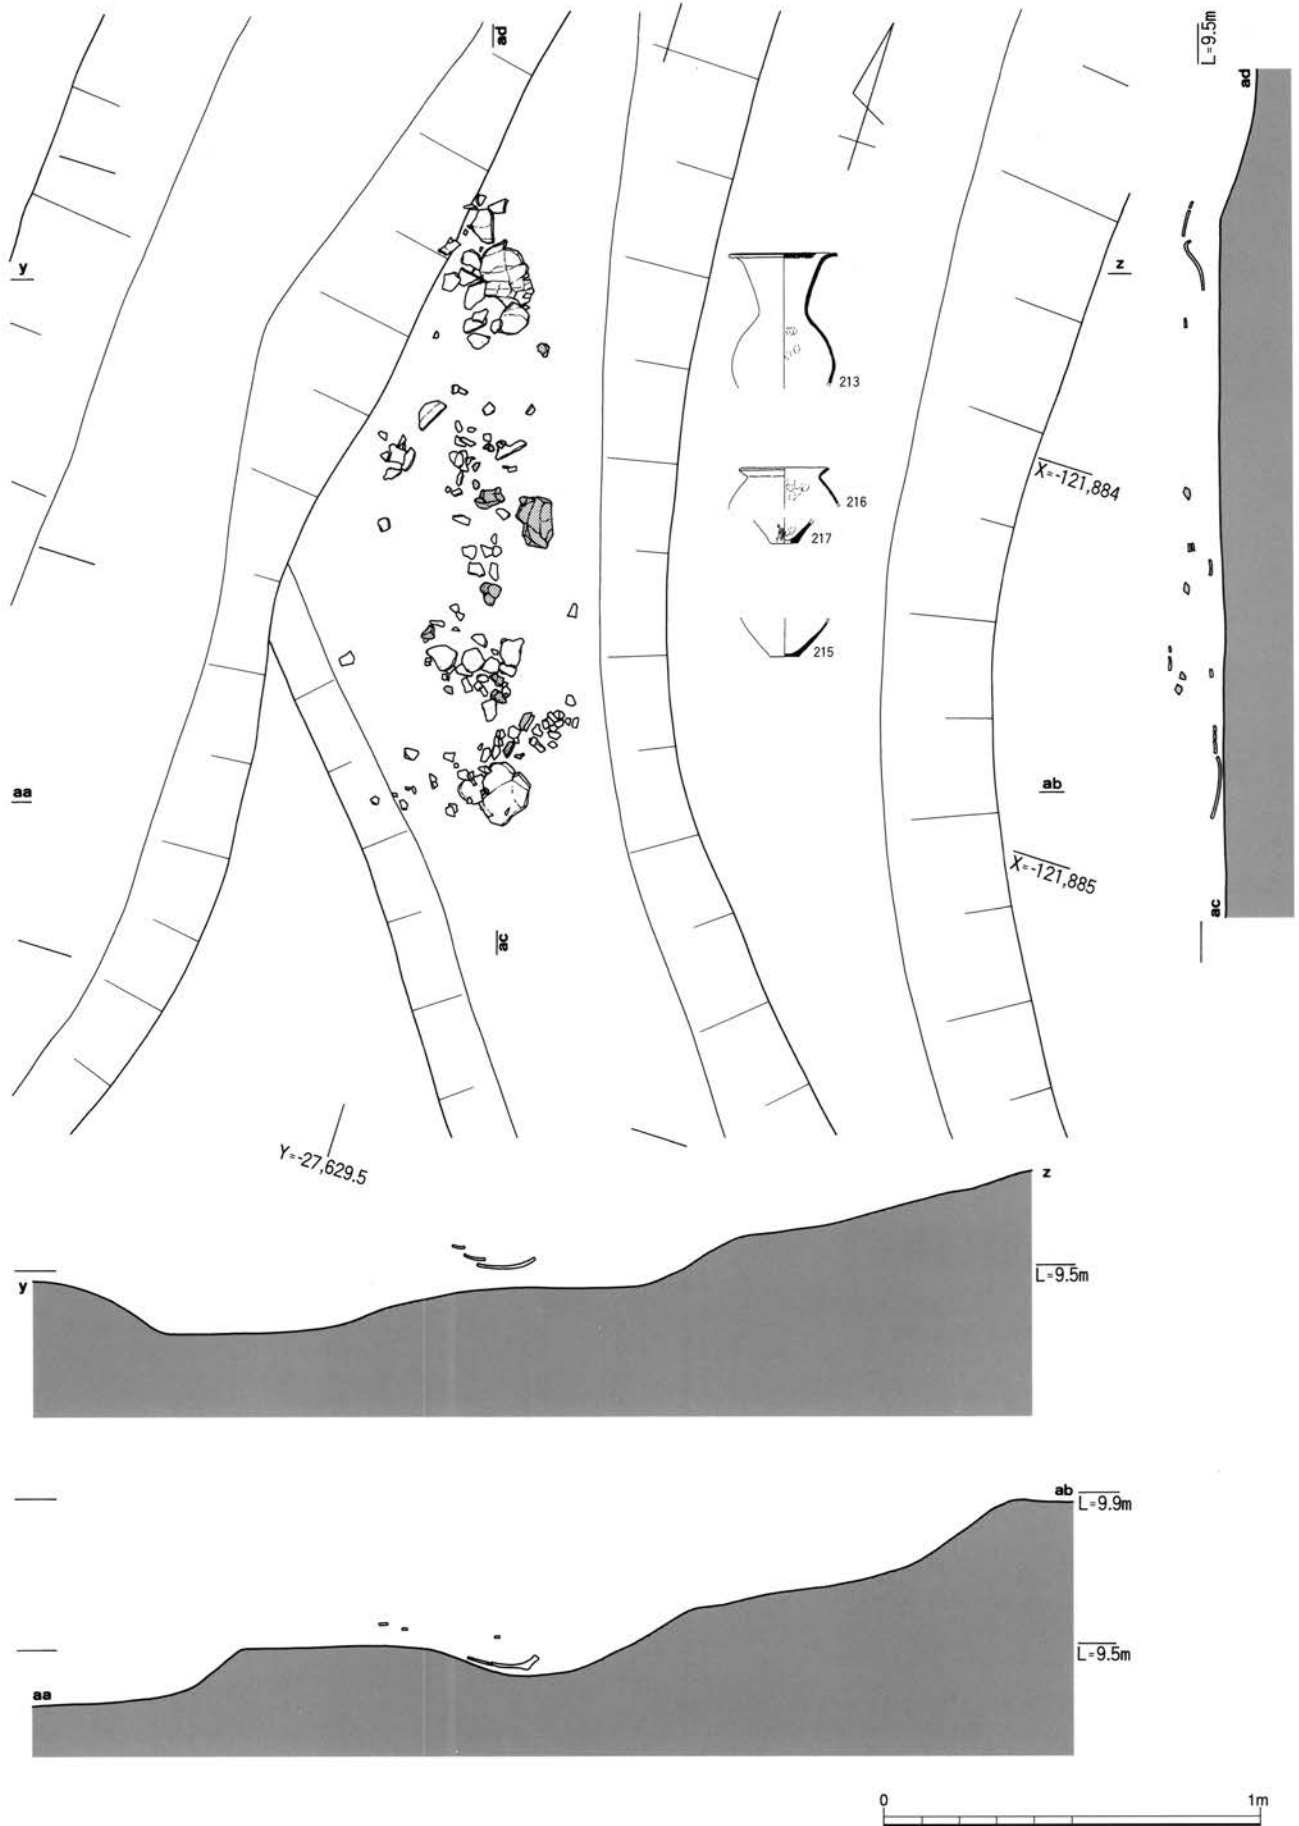 ad
L=9.5m
ad
y
z
213
X=-121,884
216
217
215
aa
ab
X=-121,885
ac
ac
Y=-27,629.5
z
y
L=9.5m
ab
L=9.9m
L=9.5m
aa
0
1m